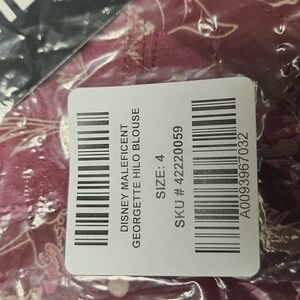 DISNEY MALEFICENT
GEORGETTE HILO BLOUSE
SIZE: 4
SKU # 42220059
A0093967032